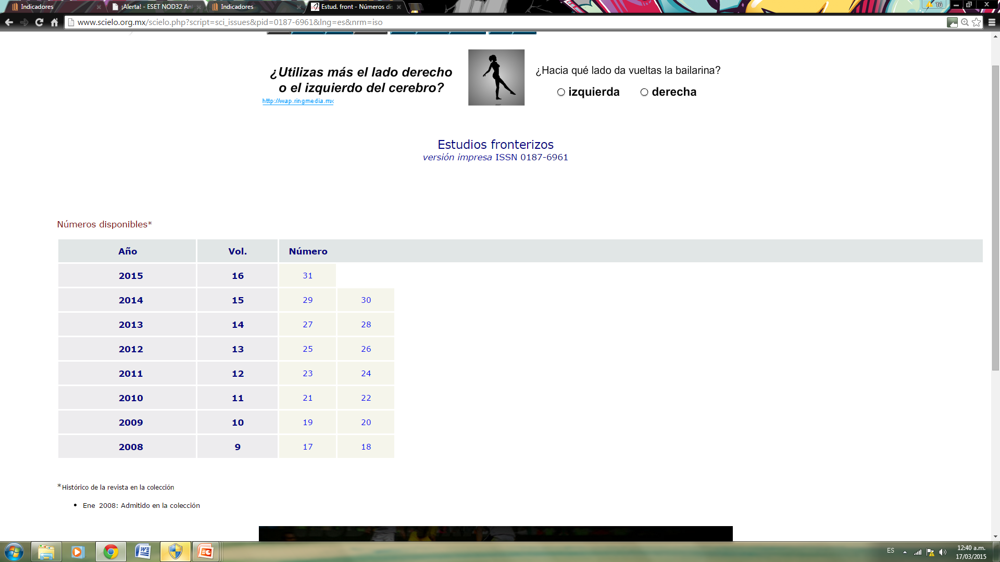 Indicadores
¡Alerta! - ESET NOD32 Ant
Indicadores
Estud. front - Números dis
Tú
www.scielo.org.mx/scielo.php?script=sci_issues&pid=0187-6961&lng=es&nrm=iso
¿Utilizas más el lado derecho
o el izquierdo del cerebro?
http://wap.ringmedia.mx
¿Hacia qué lado da vueltas la bailarina?
izquierda derecha
Estudios fronterizos
versión impresa ISSN 0187-6961
Números disponibles*
Año Vol. Número
2015 16 31
2014 15 29 30
2013 14 27 28
2012 13 25 26
2011 12 23 24
2010 11 21 22
2009 10 19 20
2008 9 17 18
*Histórico de la revista en la colección
• Ene 2008: Admitido en la colección
ES
12:40 a.m.
17/03/2015